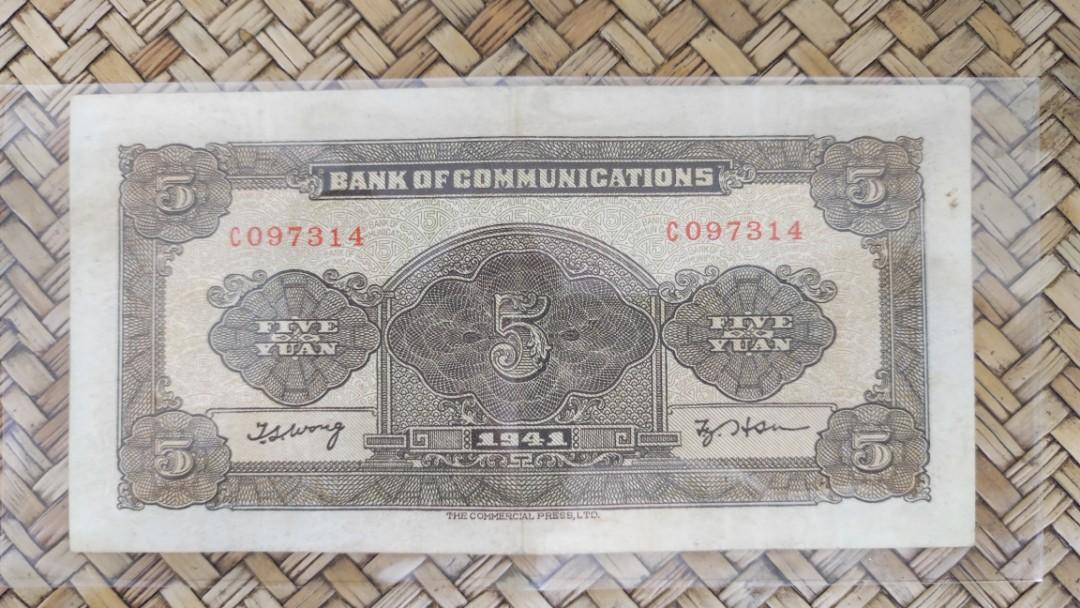 BANK OF COMMUNICATIONS
5 5
C097314 C097314
5
FIVE YUAN
FIVE YUAN
T.S. Wong
1941
5 5
THE COMMERCIAL PRESS, LTD.